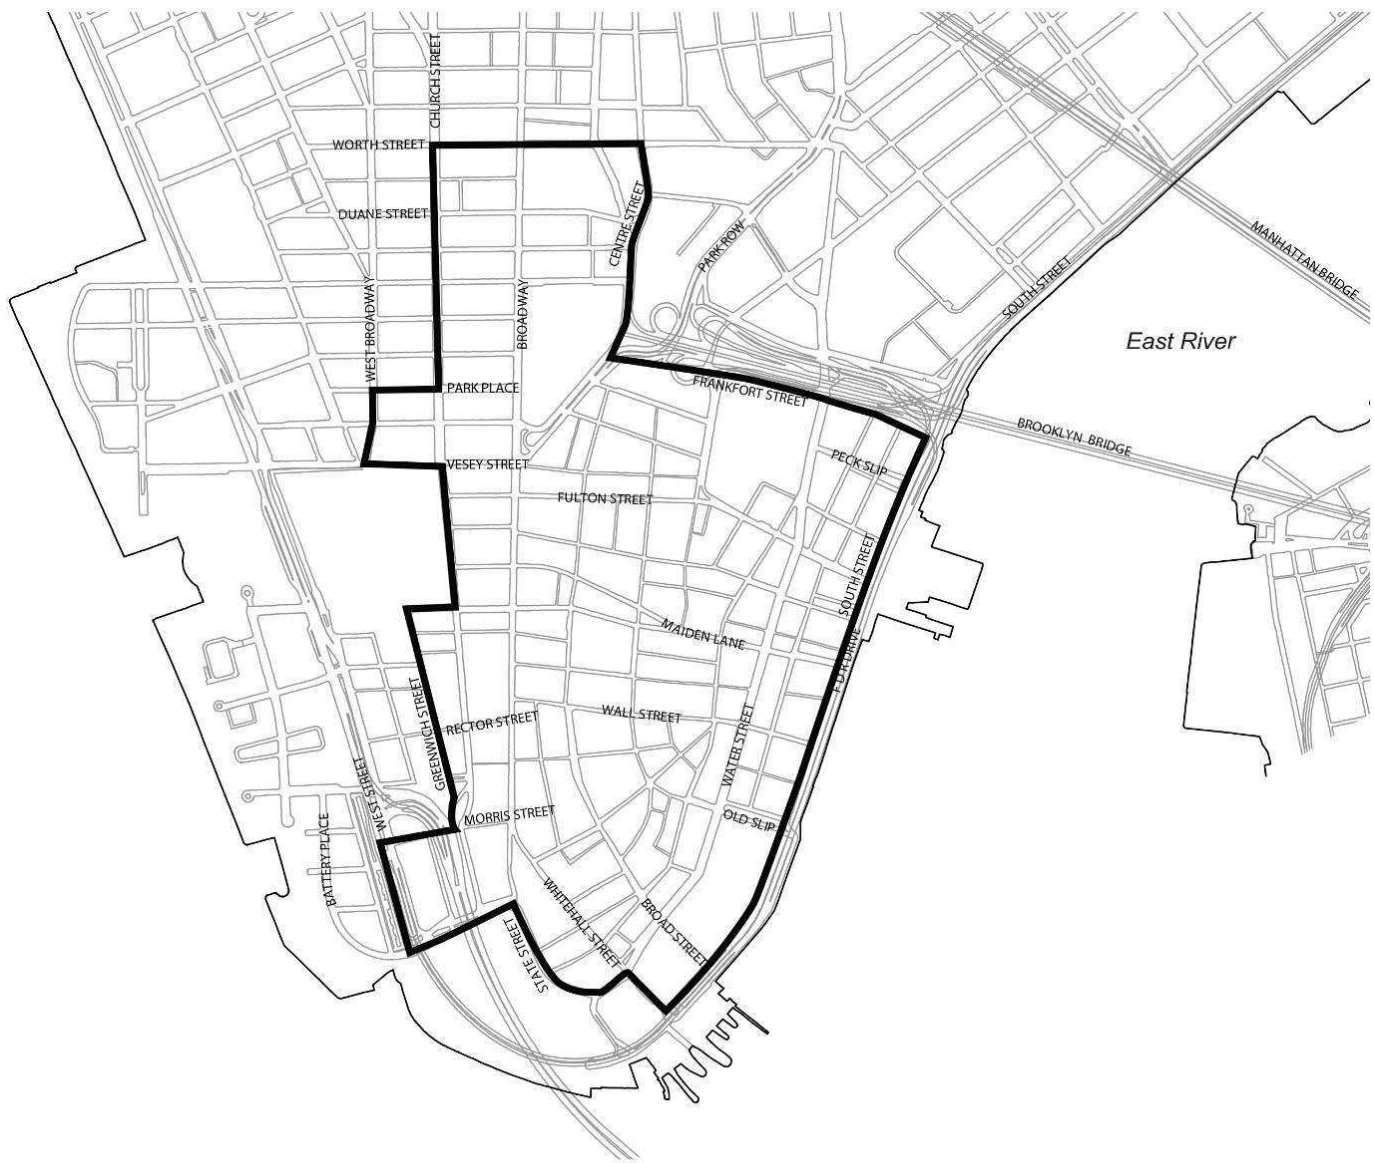 CHURCH STREET
WORTH STREET
DUANE STREET
CENTRE STREET
PARK ROW
MANHATTAN BRIDGE
SOUTH STREET
WEST BROADWAY
BROADWAY
East River
PARK PLACE
FRANKFORT STREET
BROOKLYN BRIDGE
VESEY STREET
PECK SLIP
FULTON STREET
SOUTH STREET
MAIDEN LANE
F D R DRIVE
GREENWICH STREET
RECTOR STREET
WALL STREET
WATER STREET
WEST STREET
BATTERY PLACE
MORRIS STREET
OLD SLIP
WHITEHALL STREET
BROAD STREET
STATE STREET